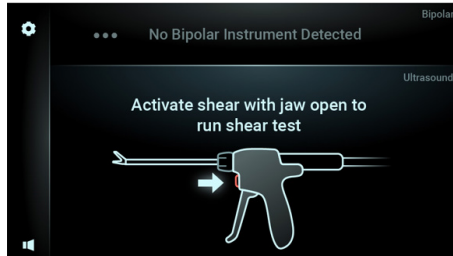 Bipolar
••• No Bipolar Instrument Detected
Ultrasound
Activate shear with jaw open to
run shear test